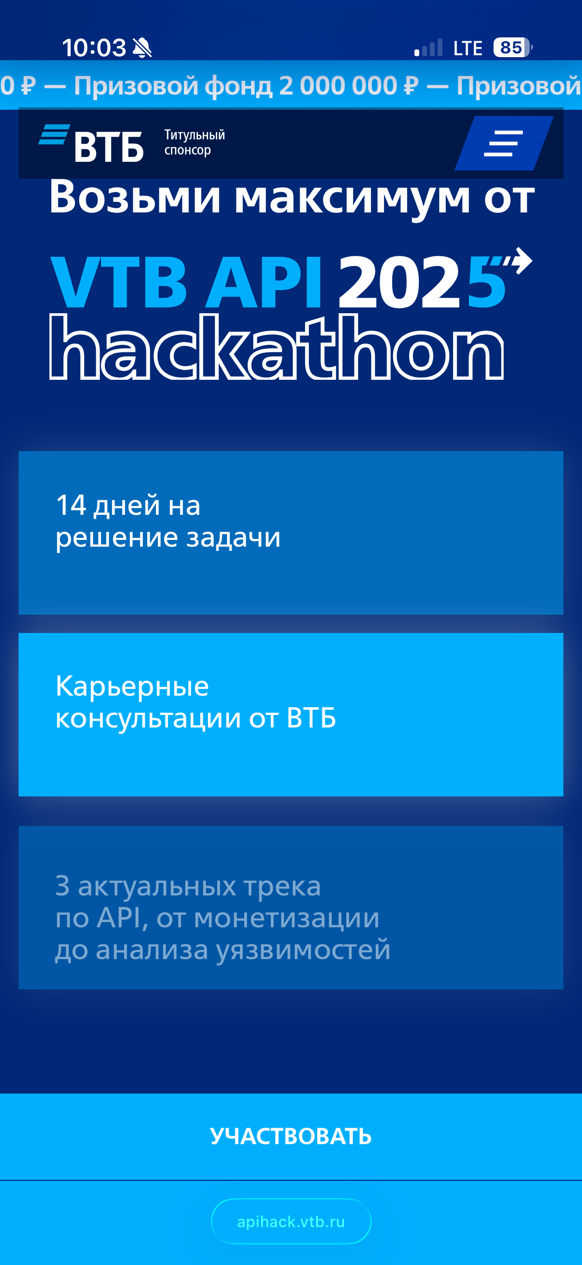 10:03
LTE 85
0 ₽ — Призовой фонд 2 000 000 ₽ — Призовой
ВТБ
Титульный
спонсор
Возьми максимум от
VTB API 2025
hackathon
14 дней на
решение задачи
Карьерные
консультации от ВТБ
3 актуальных трека
по API, от монетизации
до анализа уязвимостей
УЧАСТВОВАТЬ
apihack.vtb.ru